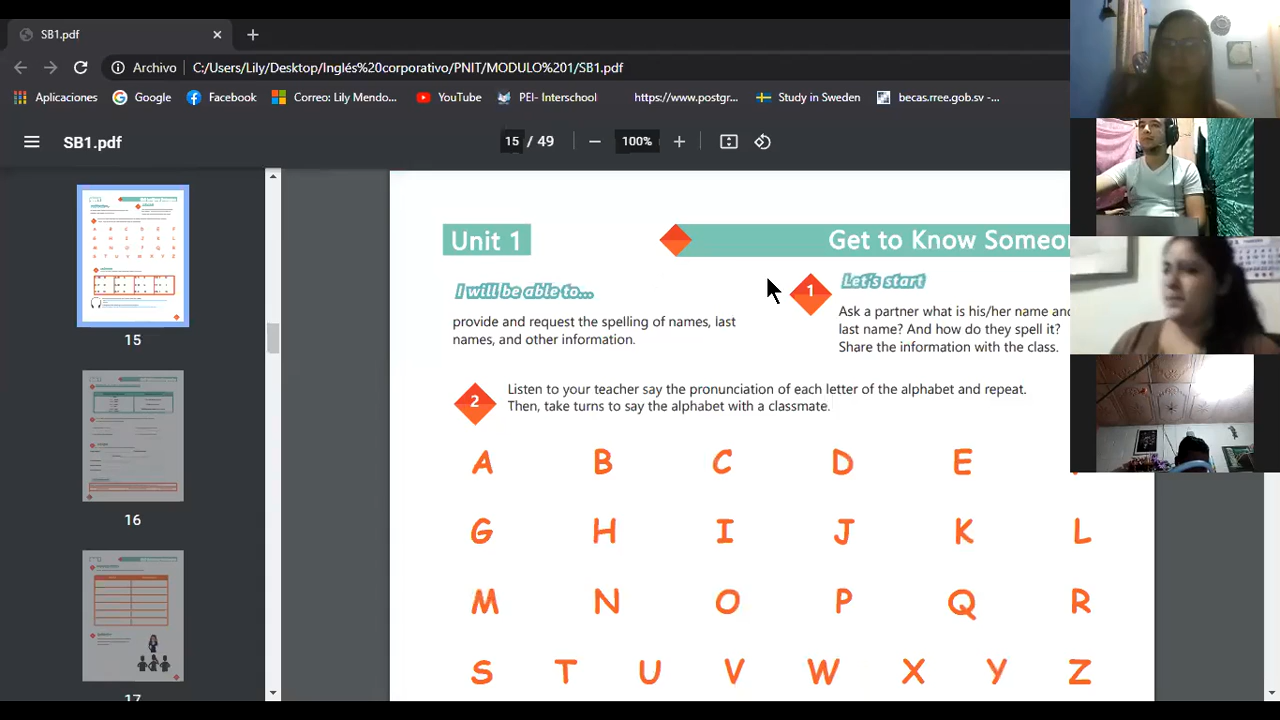 SB1.pdf
Archivo C:/Users/Lily/Desktop/Inglés%20corporativo/PNIT/MODULO%201/SB1.pdf
Aplicaciones Google Facebook Correo: Lily Mendo... YouTube PEI- Interschool https://www.postgr... Study in Sweden becas.rree.gob.sv -...
SB1.pdf 15 / 49 100%
15
16
17
Unit 1 Get to Know Someo
I will be able to...
provide and request the spelling of names, last
names, and other information.
1 Let's start
Ask a partner what is his/her name and
last name? And how do they spell it?
Share the information with the class.
2 Listen to your teacher say the pronunciation of each letter of the alphabet and repeat.
Then, take turns to say the alphabet with a classmate.
A B C D E
G H I J K L
M N O P Q R
S T U V W X Y Z